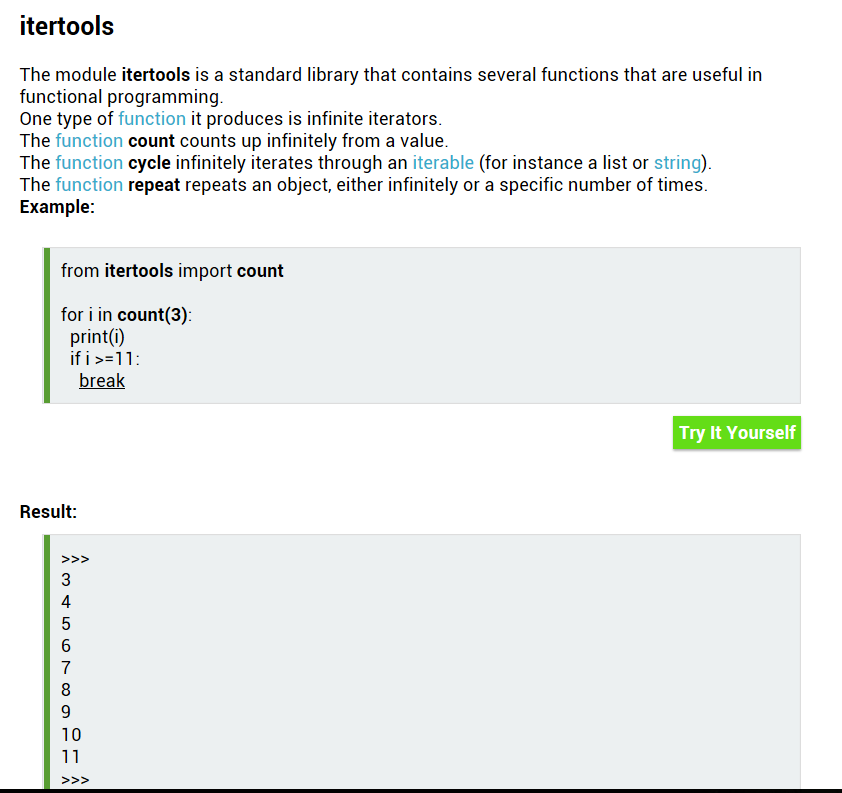 itertools
The module itertools is a standard library that contains several functions that are useful in
functional programming.
One type of function it produces is infinite iterators.
The function count counts up infinitely from a value.
The function cycle infinitely iterates through an iterable (for instance a list or string).
The function repeat repeats an object, either infinitely or a specific number of times.
Example:
from itertools import count
for i in count(3):
print(i)
if i >=11:
break
Try It Yourself
Result:
>>>
3
4
5
6
7
8
9
10
11
>>>